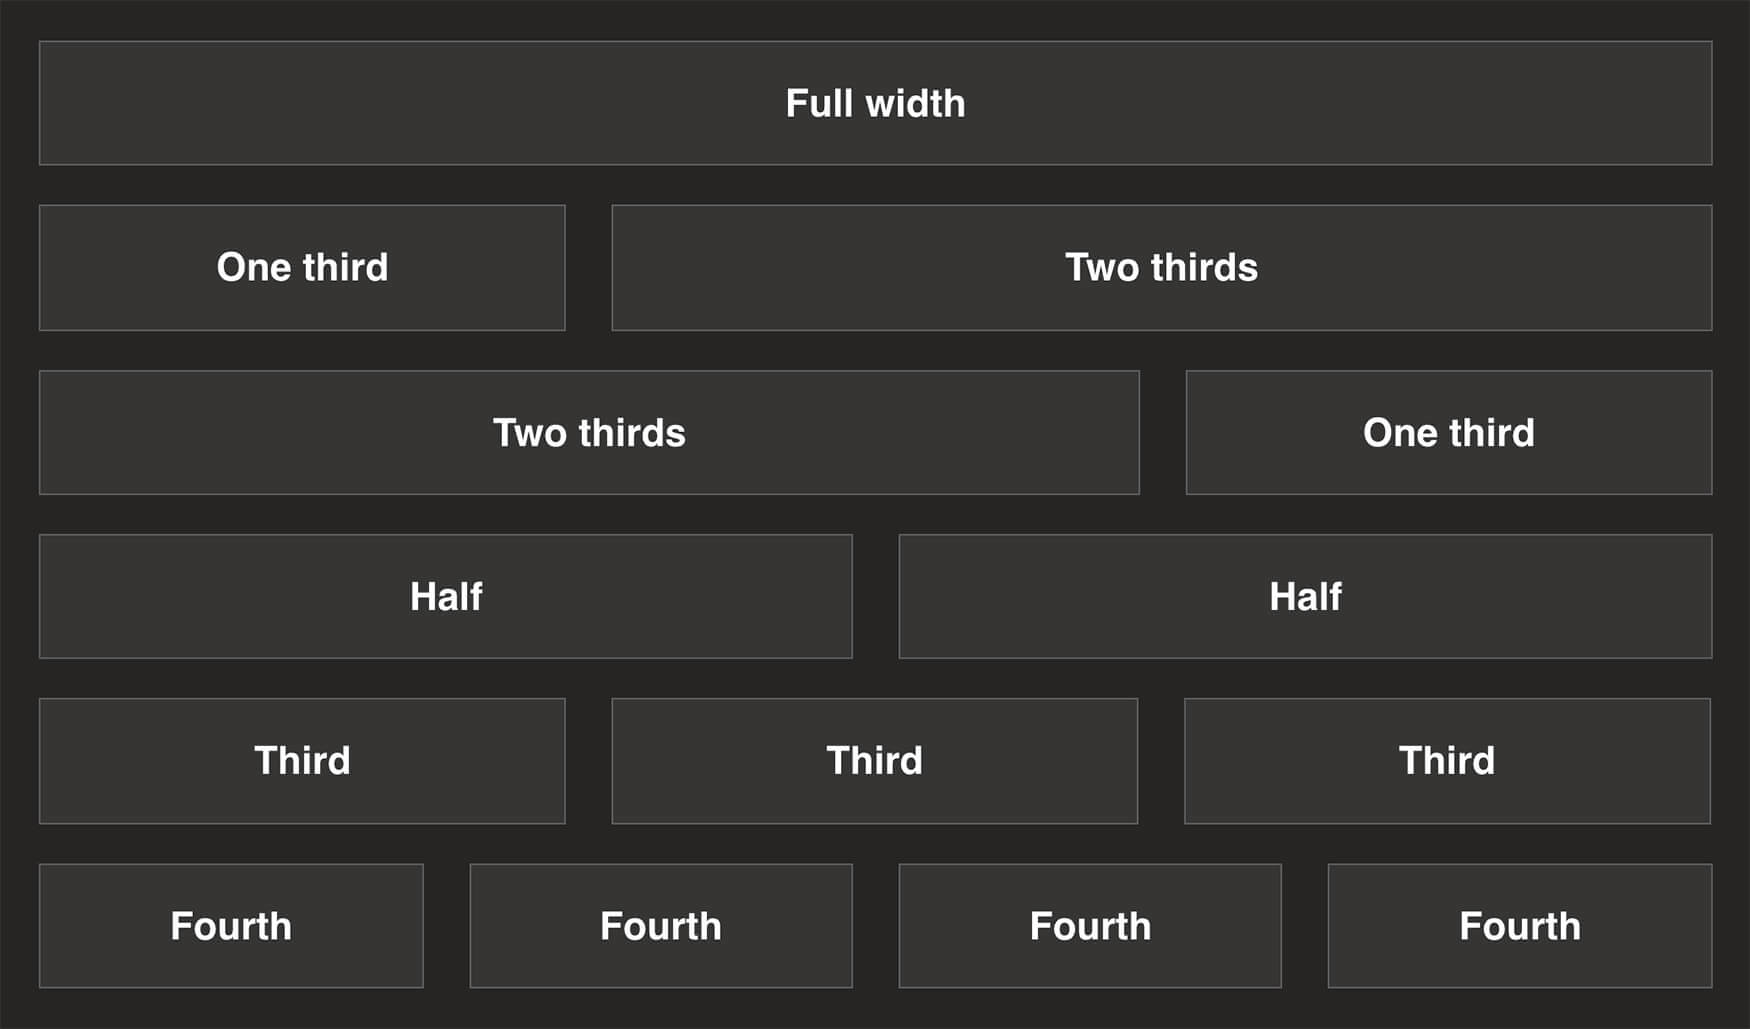 Full width
One third
Two thirds
Two thirds
One third
Half
Half
Third
Third
Third
Fourth
Fourth
Fourth
Fourth